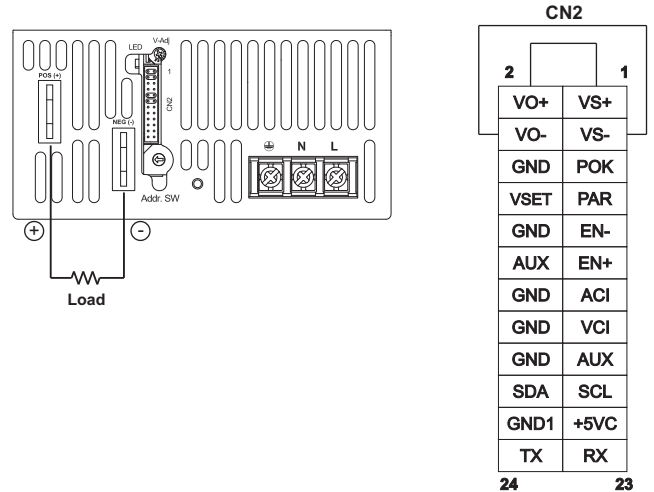 LED
V-Adj
POS (+)
1
CN2
NEG (-)
N
L
Addr. SW
+
-
Load
CN2
2 1
VO+ VS+
VO- VS-
GND POK
VSET PAR
GND EN-
AUX EN+
GND ACI
GND VCI
GND AUX
SDA SCL
GND1 +5VC
TX RX
24 23